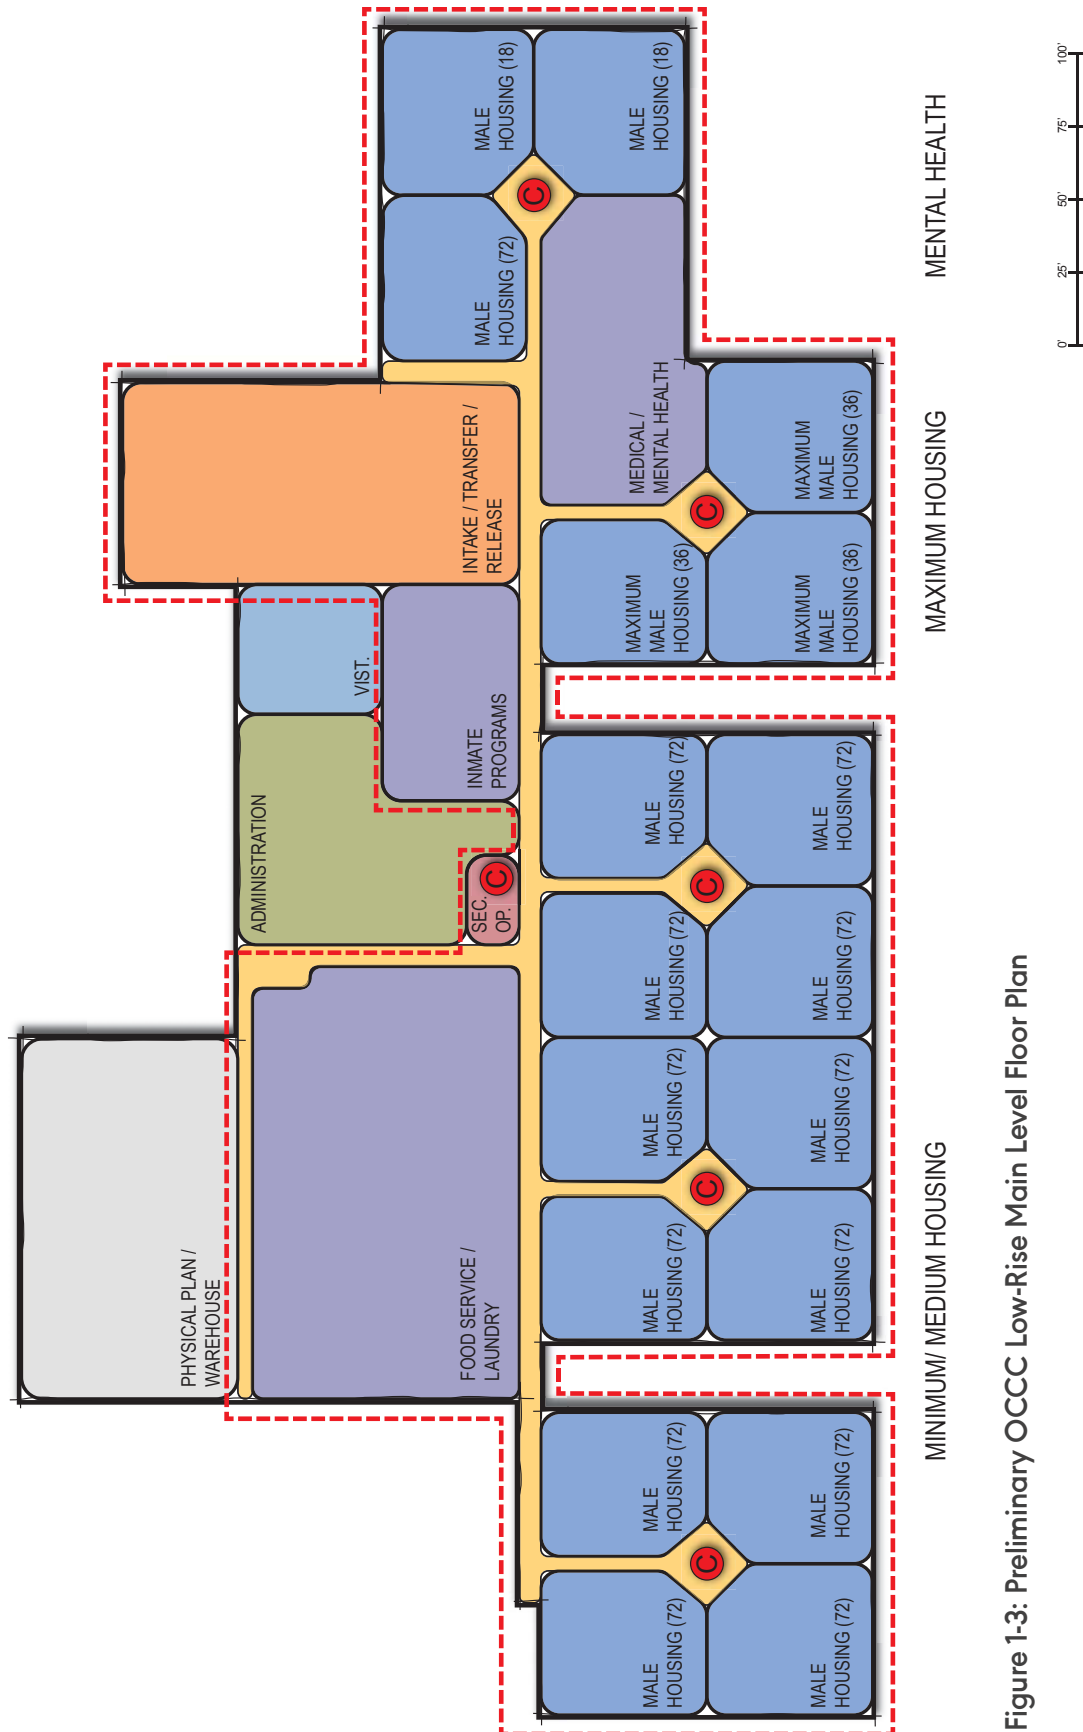 PHYSICAL PLAN /
WAREHOUSE
ADMINISTRATION
VIST.
FOOD SERVICE /
LAUNDRY
SEC.
OP.
C
INMATE
PROGRAMS
INTAKE / TRANSFER /
RELEASE
MALE
HOUSING (72)
MALE
HOUSING (18)
C
MALE
HOUSING (18)
MALE
HOUSING (72)
MALE
HOUSING (72)
MALE
HOUSING (72)
MALE
HOUSING (72)
MALE
HOUSING (72)
MALE
HOUSING (72)
MAXIMUM
MALE
HOUSING (36)
MEDICAL /
MENTAL HEALTH
C
C
C
C
MALE
HOUSING (72)
MALE
HOUSING (72)
MALE
HOUSING (72)
MALE
HOUSING (72)
MALE
HOUSING (72)
MALE
HOUSING (72)
MAXIMUM
MALE
HOUSING (36)
MAXIMUM
MALE
HOUSING (36)
MINIMUM/ MEDIUM HOUSING
MAXIMUM HOUSING
MENTAL HEALTH
Figure 1-3: Preliminary OCCC Low-Rise Main Level Floor Plan
0' 25' 50' 75' 100'